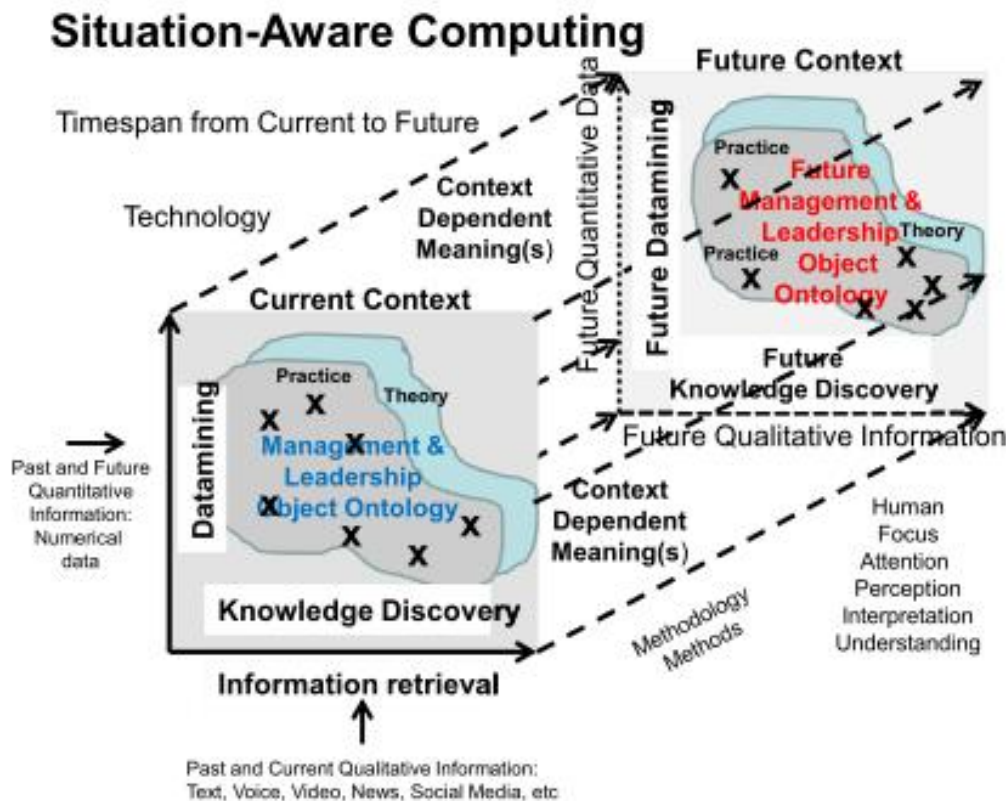 Situation-Aware Computing
Future Context
Timespan from Current to Future
Technology
Context
Dependent
Meaning(s)
Future Quantitative Data
Future Datamining
Practice
Future
Management &
Leadership
Theory
Practice
Object
Ontology
X
X
X
X
X
X
Future
Knowledge Discovery
Future Qualitative Information
Current Context
Datamining
Practice
Theory
Management &
Leadership
Object Ontology
X
X
X
X
X
X
X
Knowledge Discovery
Information retrieval
Past and Future
Quantitative
Information:
Numerical
data
Context
Dependent
Meaning(s)
Methodology
Methods
Human
Focus
Attention
Perception
Interpretation
Understanding
Past and Current Qualitative Information:
Text, Voice, Video, News, Social Media, etc